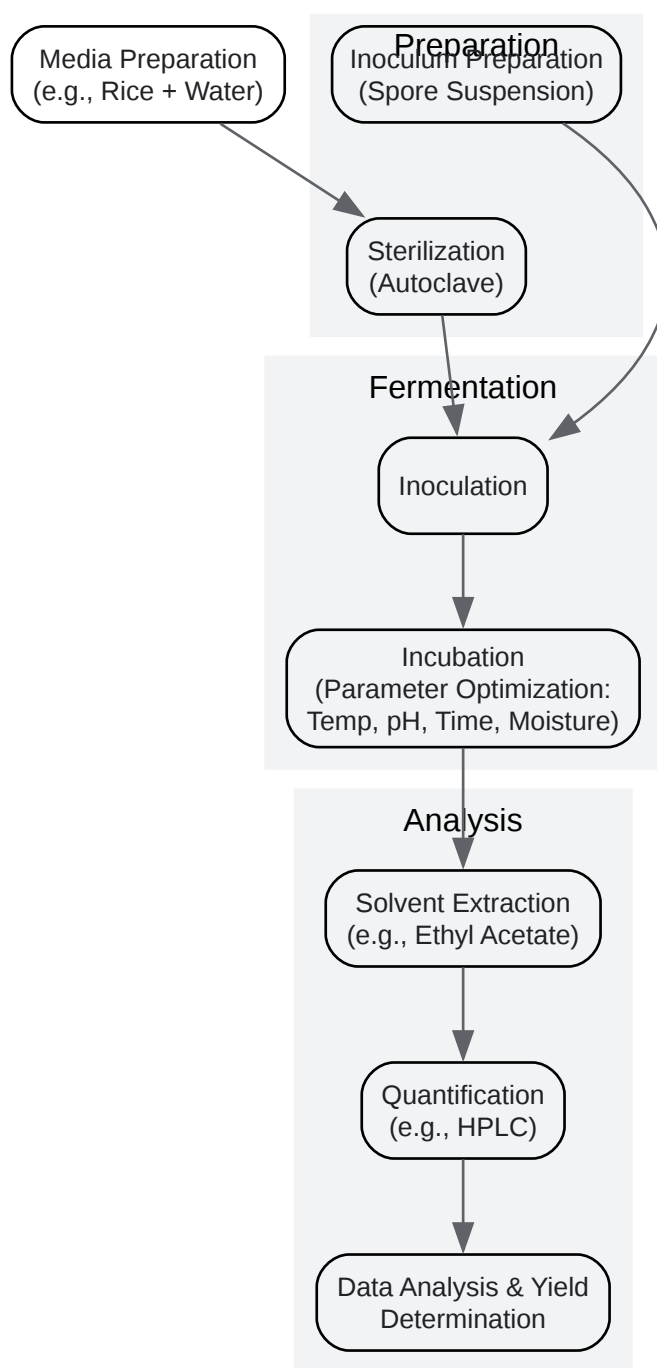 Media Preparation
(e.g., Rice + Water)
Preparation
Inoculum Preparation
(Spore Suspension)
Sterilization
(Autoclave)
Fermentation
Inoculation
Incubation
(Parameter Optimization:
Temp, pH, Time, Moisture)
Analysis
Solvent Extraction
(e.g., Ethyl Acetate)
Quantification
(e.g., HPLC)
Data Analysis & Yield
Determination